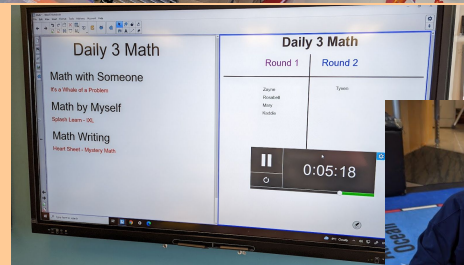 Daily 3 Math
Math with Someone
It's a Whale of a Problem
Math by Myself
Splash Learn - IXL
Math Writing
Heart Sheet - Mystery Math
Daily 3 Math
Round 1
Round 2
Zayne
Rosabell
Mary
Kaddie
Tyson
0:05:18